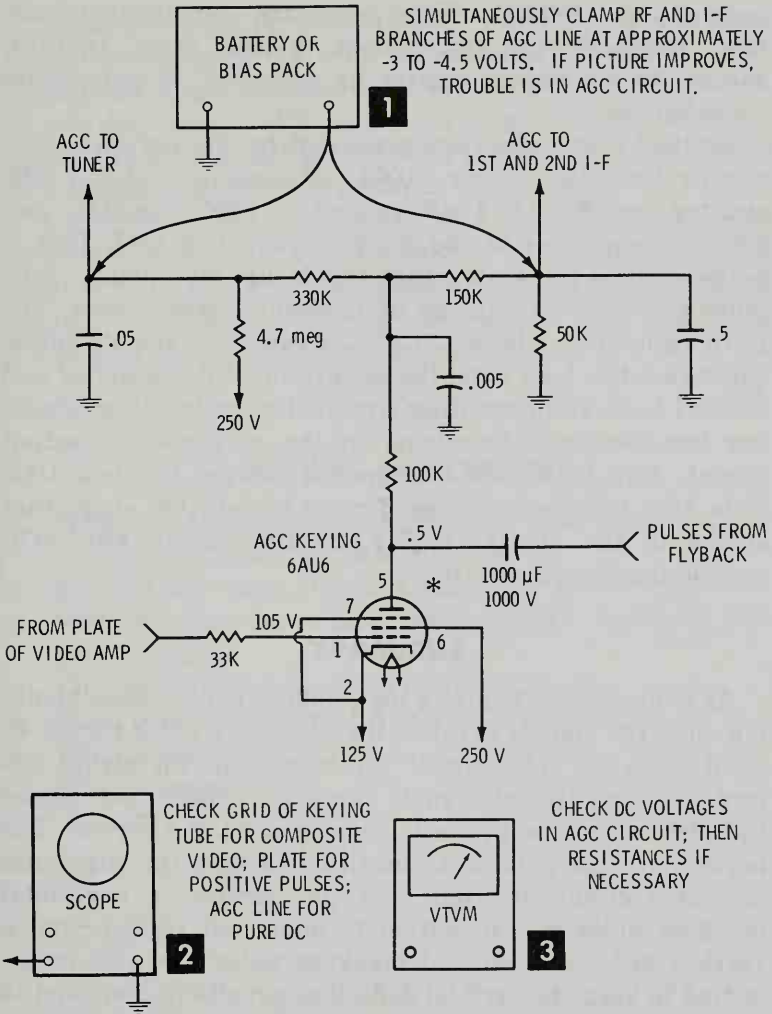 SIMULTANEOUSLY CLAMP RF AND I-F
BRANCHES OF AGC LINE AT APPROXIMATELY
-3 TO -4.5 VOLTS. IF PICTURE IMPROVES,
TROUBLE IS IN AGC CIRCUIT.
BATTERY OR
BIAS PACK
1
AGC TO
TUNER
AGC TO
1ST AND 2ND I-F
330K
150K
.05
4.7 meg
50K
.5
.005
250 V
100K
AGC KEYING
6AU6
.5 V
PULSES FROM
FLYBACK
1000 µF
1000 V
5
*
7
105 V
FROM PLATE
OF VIDEO AMP
33K
1
6
2
125 V
250 V
SCOPE
2
CHECK GRID OF KEYING
TUBE FOR COMPOSITE
VIDEO; PLATE FOR
POSITIVE PULSES;
AGC LINE FOR
PURE DC
VTVM
3
CHECK DC VOLTAGES
IN AGC CIRCUIT; THEN
RESISTANCES IF
NECESSARY